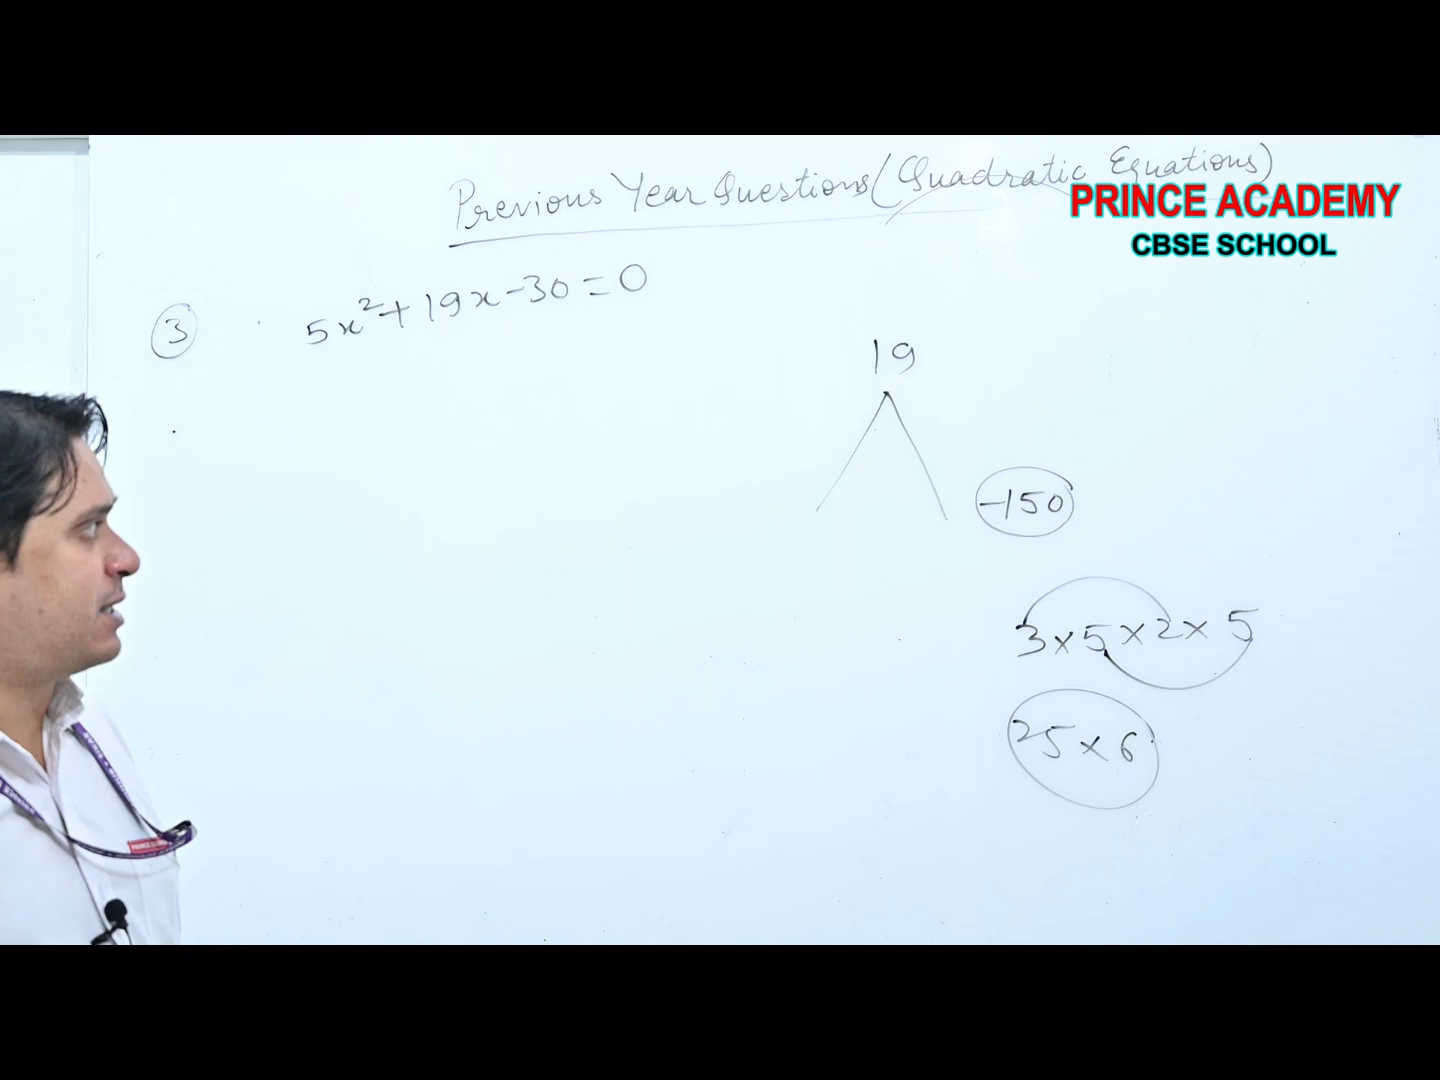 Previous Year Questions (Quadratic Equations)
PRINCE ACADEMY
CBSE SCHOOL
3
5x²+19x-30=0
19
-150
3×5×2×5
25×6